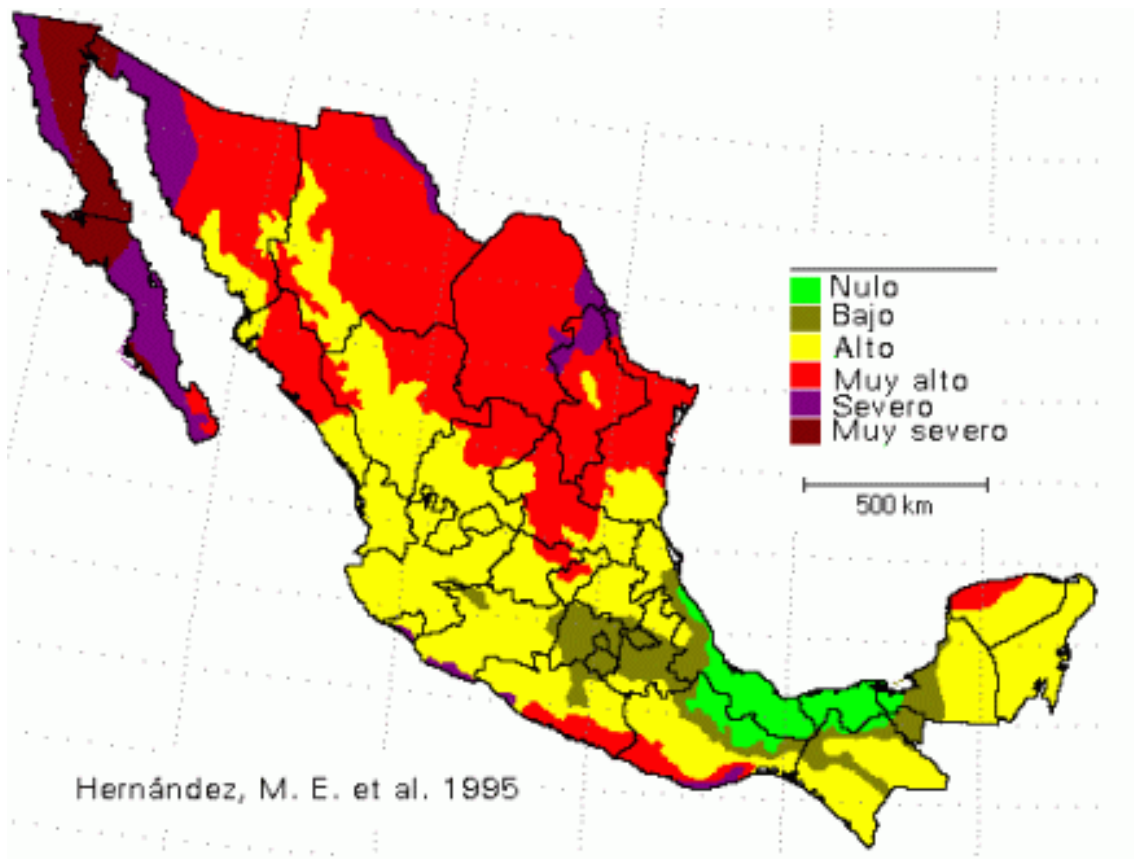 Nulo
Bajo
Alto
Muy alto
Severo
Muy severo
500 km
Hernández, M. E. et al. 1995